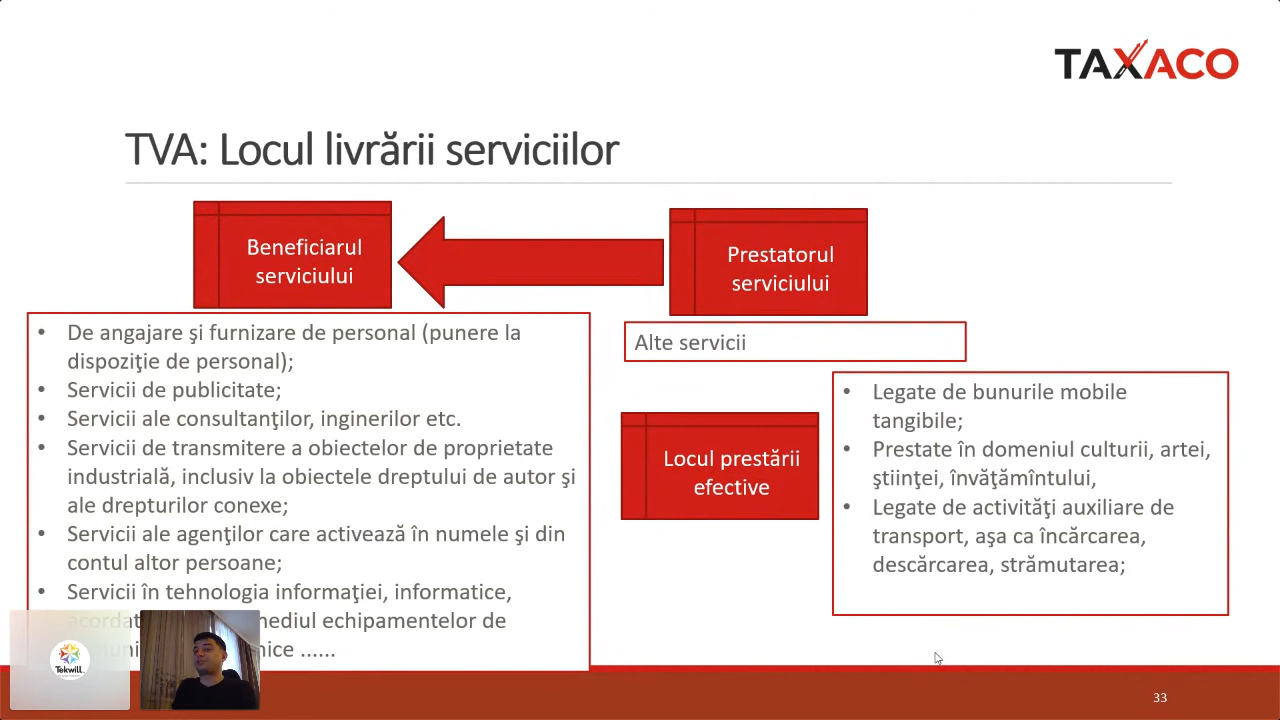 TAXACO
TVA: Locul livrării serviciilor
Beneficiarul
serviciului
Prestatorul
serviciului
• De angajare şi furnizare de personal (punere la
dispoziţie de personal);
• Servicii de publicitate;
• Servicii ale consultanţilor, inginerilor etc.
• Servicii de transmitere a obiectelor de proprietate
industrială, inclusiv la obiectele dreptului de autor şi
ale drepturilor conexe;
• Servicii ale agenţilor care activează în numele şi din
contul altor persoane;
• Servicii în tehnologia informaţiei, informatice,
echipamentelor de
......
Alte servicii
Locul prestării
efective
• Legate de bunurile mobile
tangibile;
• Prestate în domeniul culturii, artei,
ştiinţei, învăţămîntului,
• Legate de activităţi auxiliare de
transport, aşa ca încărcarea,
descărcarea, strămutarea;
Tekwill
33